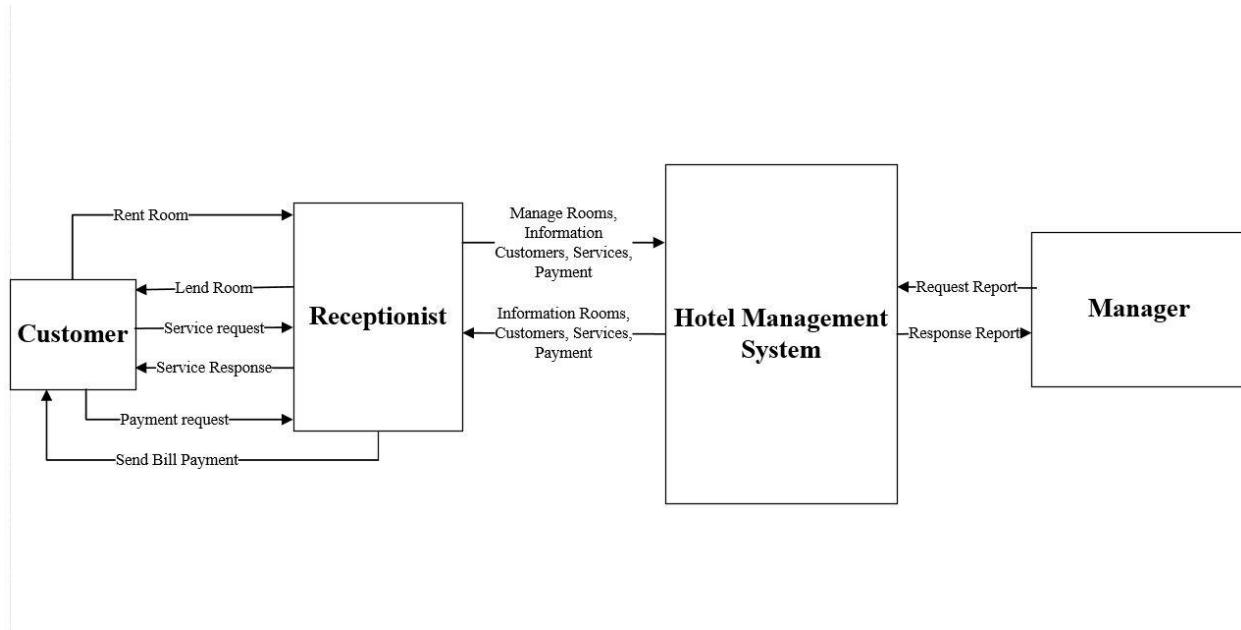 Rent Room
Lend Room
Customer
Service request
Service Response
Payment request
Send Bill Payment
Receptionist
Manage Rooms,
Information
Customers, Services,
Payment
Information Rooms,
Customers, Services,
Payment
Hotel Management
System
Request Report
Response Report
Manager